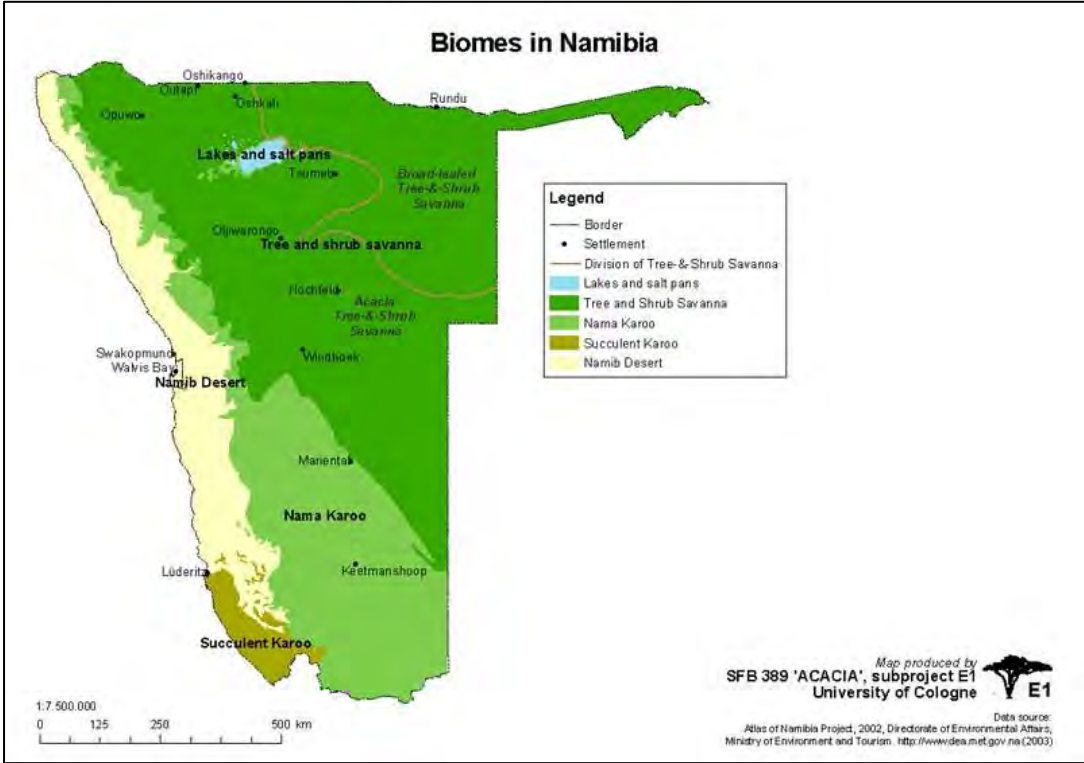 Biomes in Namibia
Oshikango
Outapi
Oshkati
Rundu
Opuwo
Lakes and salt pans
Tsumeb
Broad-leafed
Tree-&-Shrub
Savanna
Otjiwarongo
Tree and shrub savanna
Hochfeld
Acacia
Tree-&-Shrub
Savanna
Windhoek
Swakopmund
Walvis Bay
Namib Desert
Mariental
Nama Karoo
Lüderitz
Keetmanshoop
Succulent Karoo
Legend
Border
Settlement
Division of Tree-&-Shrub Savanna
Lakes and salt pans
Tree and Shrub Savanna
Nama Karoo
Succulent Karoo
Namib Desert
1:7.500.000
0 125 250 500 km
Map produced by
SFB 389 'ACACIA', subproject E1
University of Cologne
E1
Data source:
Atlas of Namibia Project, 2002, Directorate of Environmental Affairs,
Ministry of Environment and Tourism. http://www.dea.met.gov.na (2003)